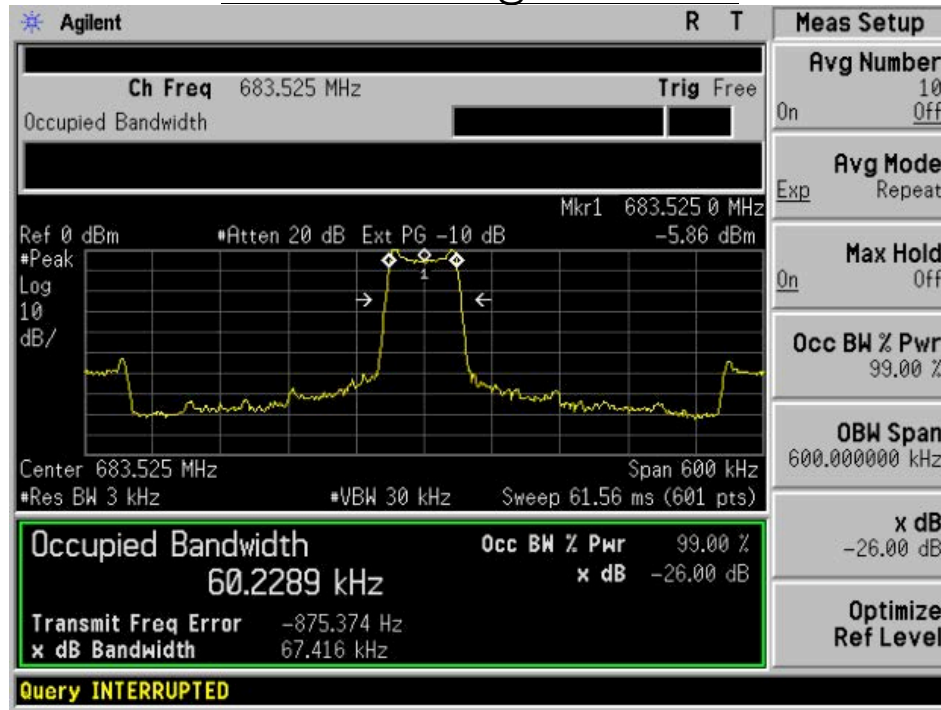 Agilent R T
Ch Freq 683.525 MHz Trig Free
Occupied Bandwidth
Mkr1 683.525 0 MHz
Ref 0 dBm #Atten 20 dB Ext PG -10 dB -5.86 dBm
#Peak
Log
10
dB/
1
Center 683.525 MHz Span 600 kHz
#Res BW 3 kHz #VBW 30 kHz Sweep 61.56 ms (601 pts)
Occupied Bandwidth Occ BW % Pwr 99.00 %
60.2289 kHz x dB -26.00 dB
Transmit Freq Error -875.374 Hz
x dB Bandwidth 67.416 kHz
Query INTERRUPTED
Meas Setup
Avg Number
10
On Off
Avg Mode
Exp Repeat
Max Hold
On Off
Occ BW % Pwr
99.00 %
OBW Span
600.000000 kHz
x dB
-26.00 dB
Optimize
Ref Level